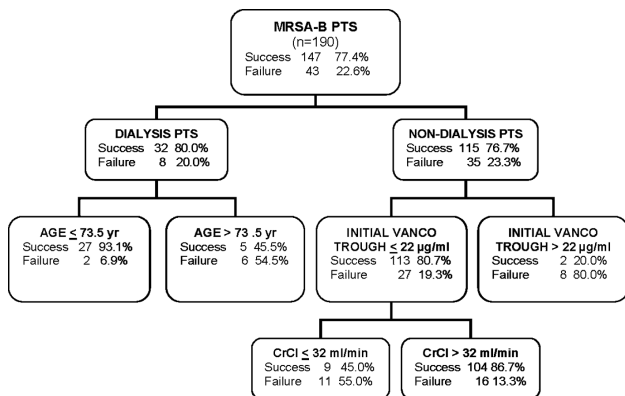 MRSA-B PTS
(n=190)
Success 147 77.4%
Failure 43 22.6%
DIALYSIS PTS
Success 32 80.0%
Failure 8 20.0%
NON-DIALYSIS PTS
Success 115 76.7%
Failure 35 23.3%
AGE ≤ 73.5 yr
Success 27 93.1%
Failure 2 6.9%
AGE > 73 .5 yr
Success 5 45.5%
Failure 6 54.5%
INITIAL VANCO
TROUGH ≤ 22 µg/ml
Success 113 80.7%
Failure 27 19.3%
INITIAL VANCO
TROUGH > 22 µg/ml
Success 2 20.0%
Failure 8 80.0%
CrCl ≤ 32 ml/min
Success 9 45.0%
Failure 11 55.0%
CrCl > 32 ml/min
Success 104 86.7%
Failure 16 13.3%